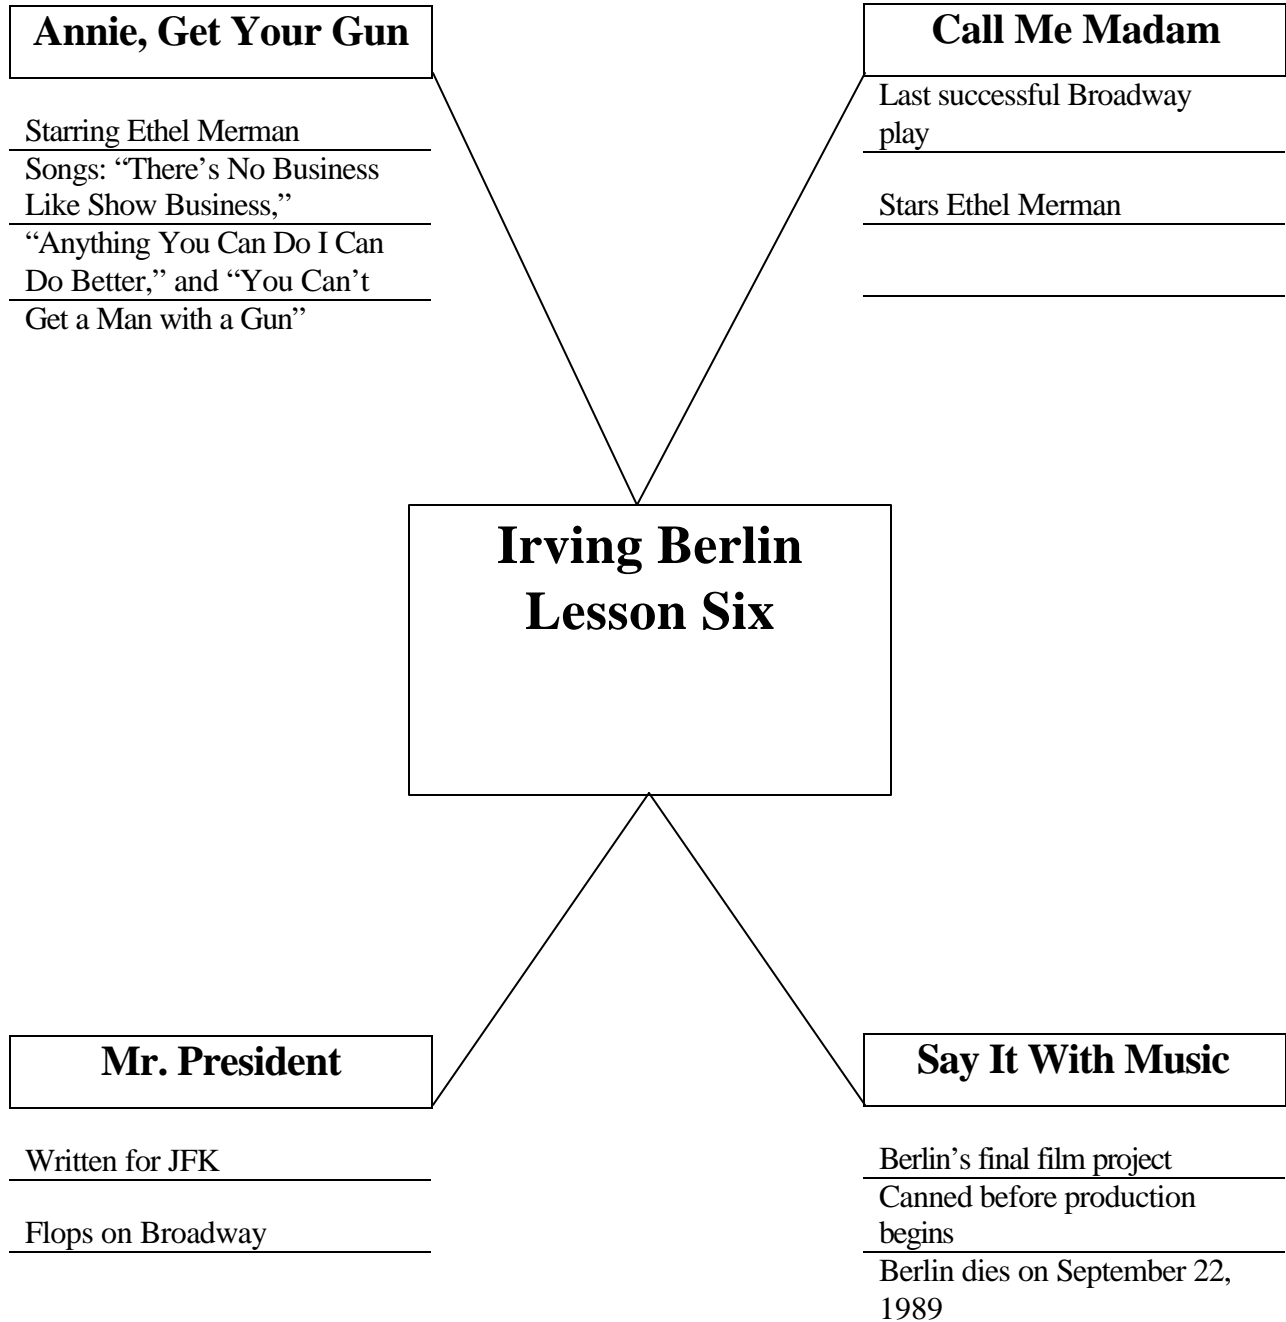 Annie, Get Your Gun
Starring Ethel Merman
Songs: “There’s No Business
Like Show Business,”
“Anything You Can Do I Can
Do Better,” and “You Can’t
Get a Man with a Gun”
Call Me Madam
Last successful Broadway
play
Stars Ethel Merman
Irving Berlin
Lesson Six
Mr. President
Written for JFK
Flops on Broadway
Say It With Music
Berlin’s final film project
Canned before production
begins
Berlin dies on September 22,
1989